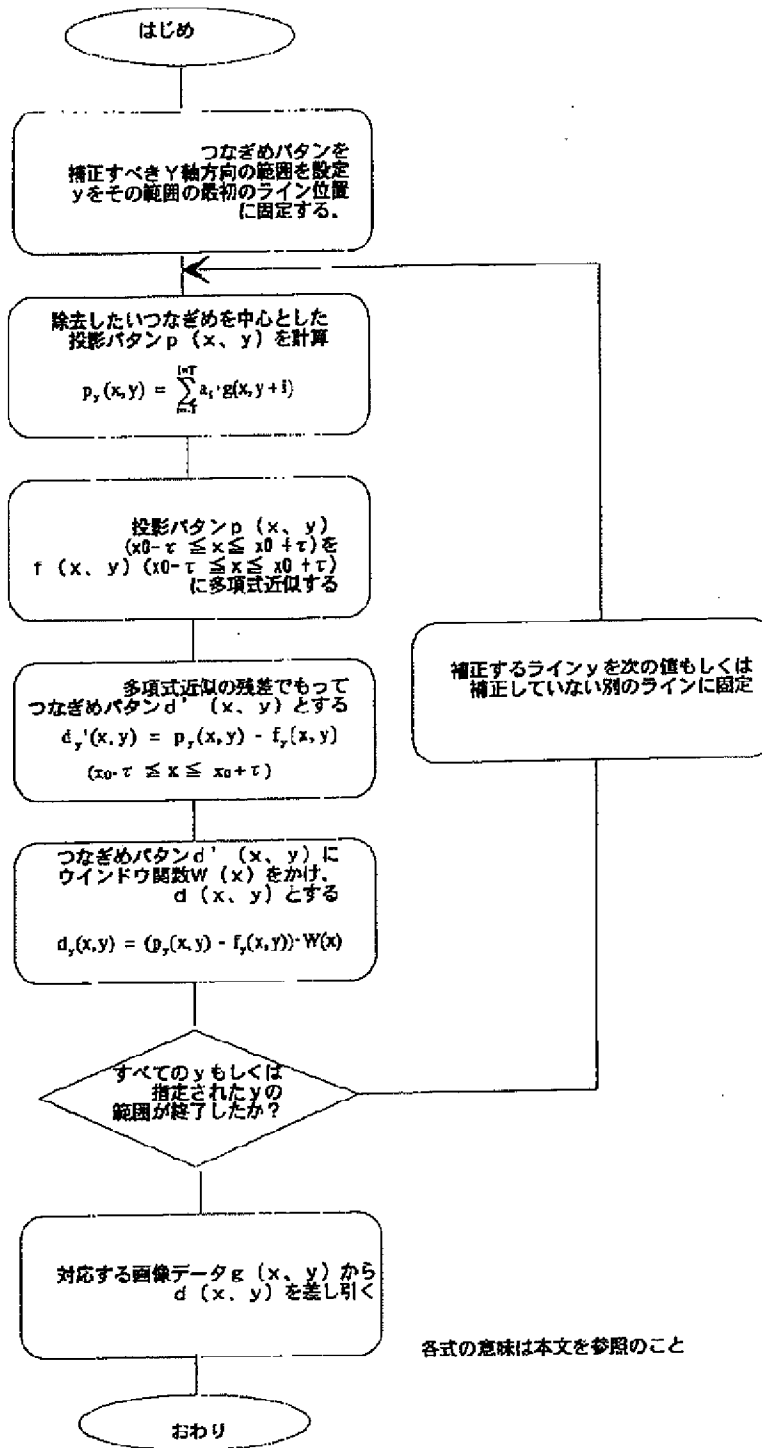 はじめ
つなぎめパタンを
補正すべきY軸方向の範囲を設定
yをその範囲の最初のライン位置
に固定する。
除去したいつなぎめを中心とした
投影パタンp (x、y) を計算
p_y(x,y) = Σ a_i・g(x,y+i)
投影パタンp (x、y)
(x0-τ ≦ x ≦ x0+τ)を
f (x、y) (x0-τ ≦ x ≦ x0+τ)
に多項式近似する
多項式近似の残差でもって
つなぎめパタンd' (x、y) とする
d_y'(x,y) = p_y(x,y) - f_y(x,y)
(x0-τ ≦ x ≦ x0+τ)
つなぎめパタンd' (x、y) に
ウインドウ関数W (x) をかけ、
d (x、y) とする
d_y(x,y) = (p_y(x,y) - f_y(x,y))・W(x)
すべてのyもしくは
指定されたyの
範囲が終了したか？
補正するラインyを次の値もしくは
補正していない別のラインに固定
対応する画像データg (x、y) から
d (x、y) を差し引く
各式の意味は本文を参照のこと
おわり